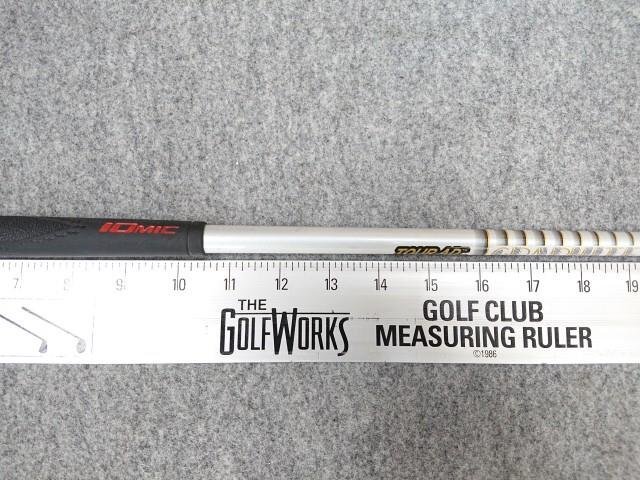 IOMIC
TOUR AD
7 8 9 10 11 12 13 14 15 16 17 18 19
THE
GOLFWORKS
GOLF CLUB
MEASURING RULER
©1986